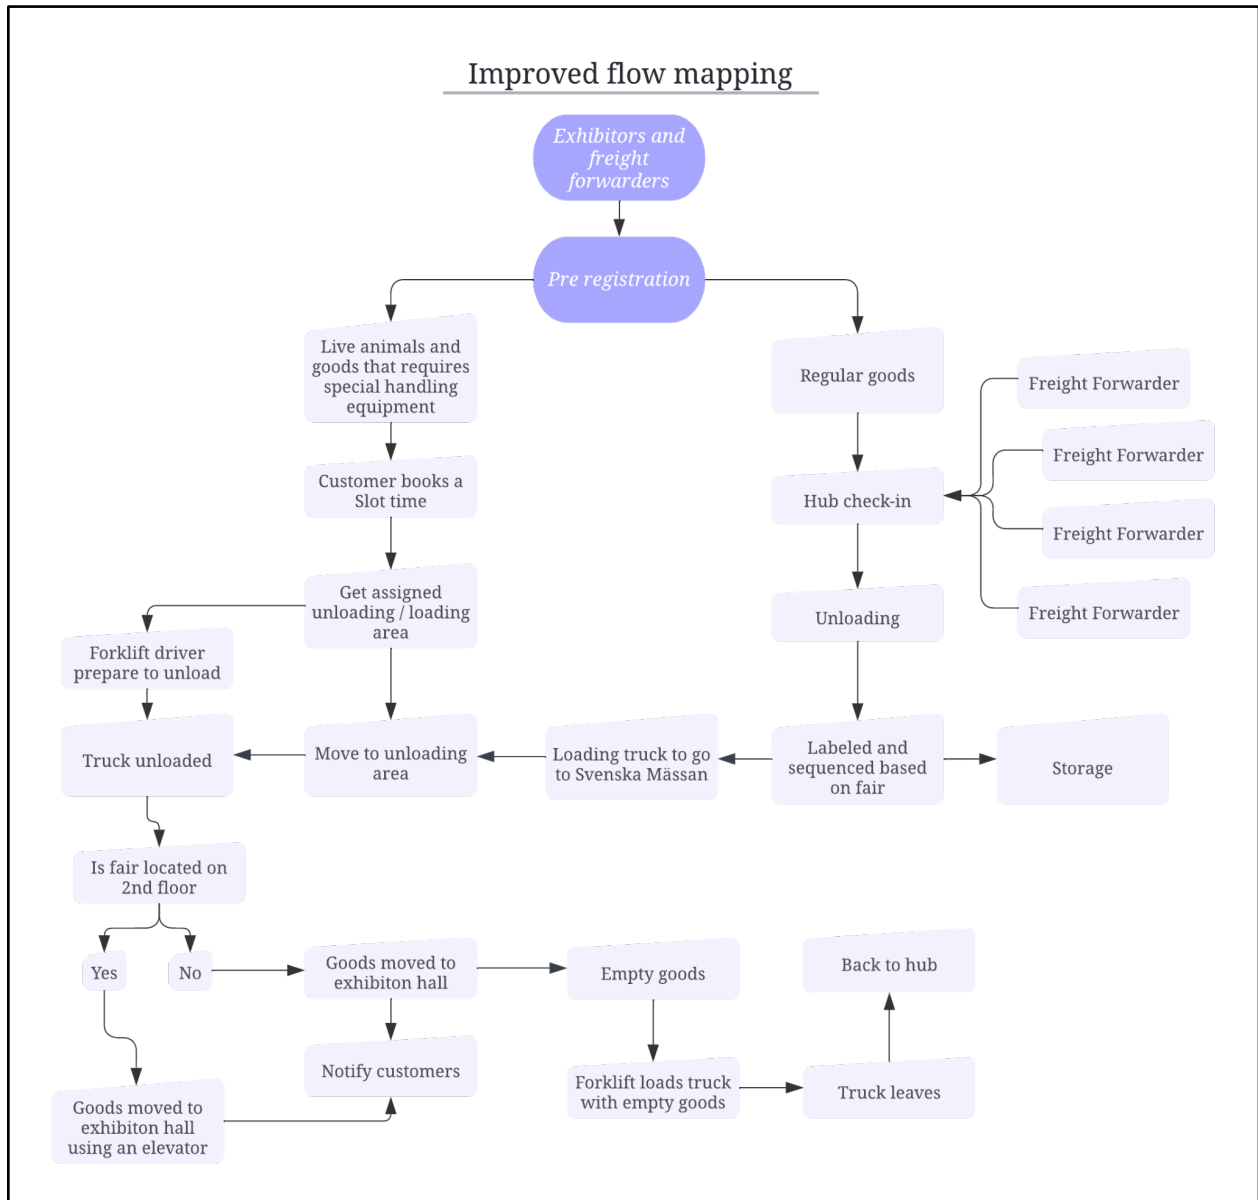 Improved flow mapping
Exhibitors and
freight
forwarders
Pre registration
Live animals and
goods that requires
special handling
equipment
Regular goods
Freight Forwarder
Freight Forwarder
Customer books a
Slot time
Hub check-in
Freight Forwarder
Get assigned
unloading / loading
area
Unloading
Freight Forwarder
Forklift driver
prepare to unload
Truck unloaded
Move to unloading
area
Loading truck to go
to Svenska Mässan
Labeled and
sequenced based
on fair
Storage
Is fair located on
2nd floor
Yes
No
Goods moved to
exhibiton hall
Empty goods
Back to hub
Notify customers
Forklift loads truck
with empty goods
Truck leaves
Goods moved to
exhibiton hall
using an elevator